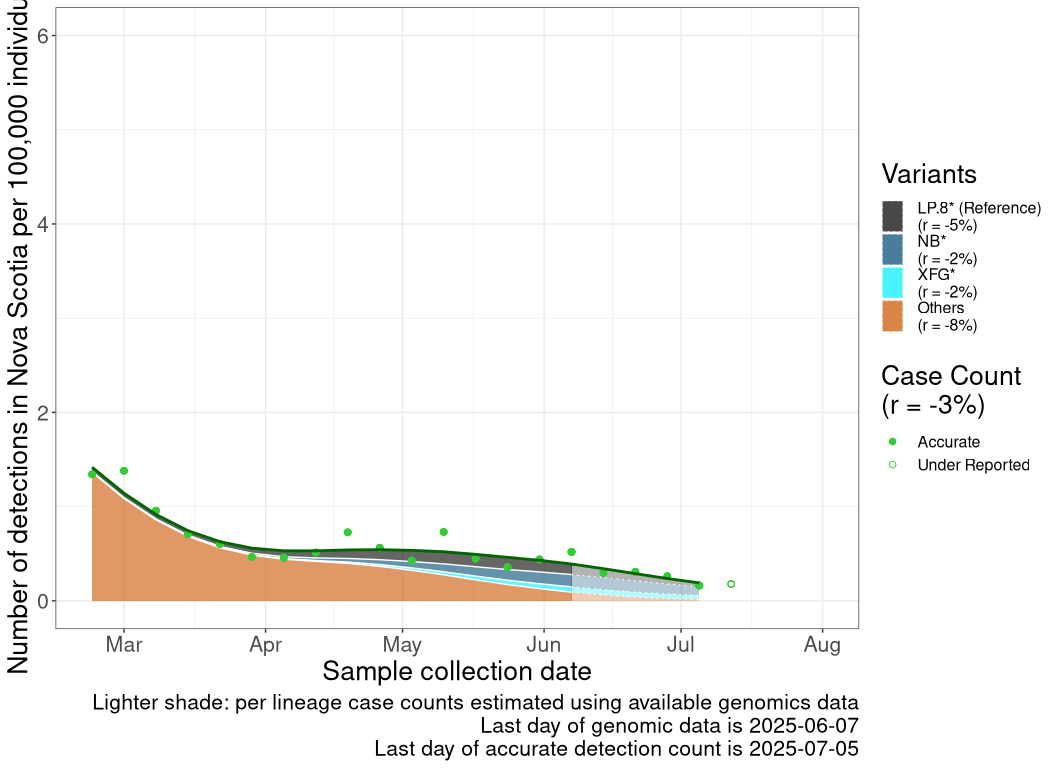 Number of detections in Nova Scotia per 100,000
6
4
2
0
Mar Apr May Jun Jul Aug
Sample collection date
Lighter shade: per lineage case counts estimated using available genomics data
Last day of genomic data is 2025-06-07
Last day of accurate detection count is 2025-07-05
Variants
LP.8* (Reference)
(r = -5%)
NB*
(r = -2%)
XFG*
(r = -2%)
Others
(r = -8%)
Case Count
(r = -3%)
Accurate
Under Reported